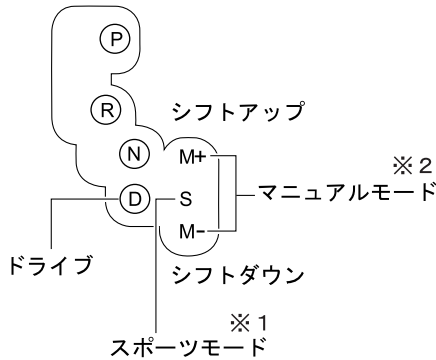 P
R
シフトアップ
N
M+
※2
マニュアルモード
D
S
M-
ドライブ
シフトダウン
※1
スポーツモード